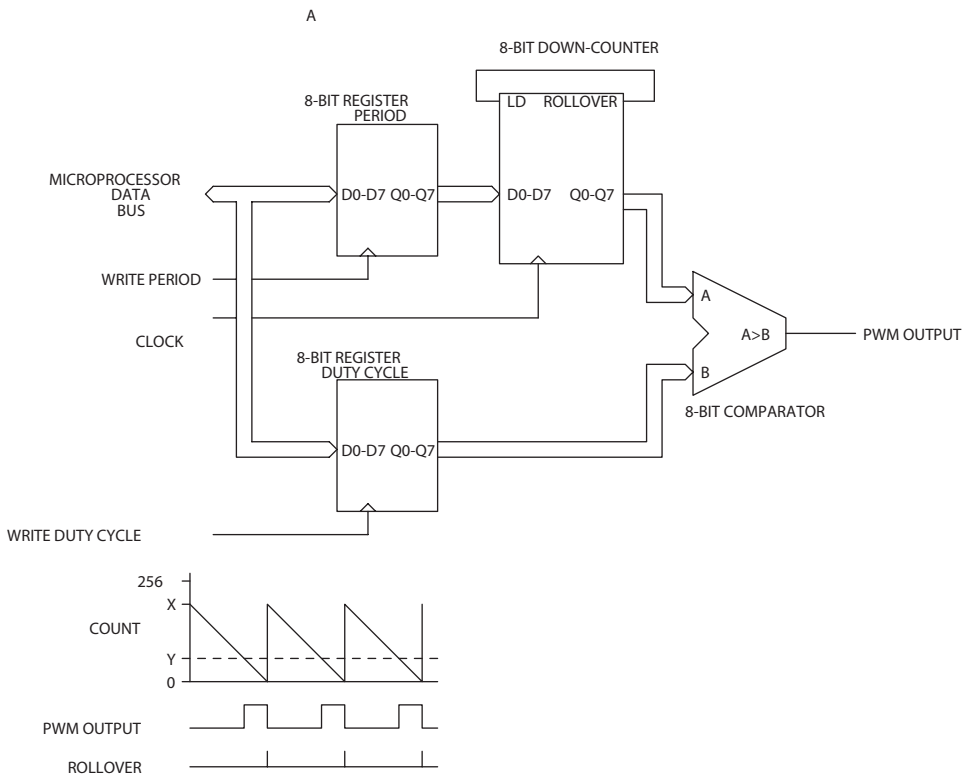 A
8-BIT DOWN-COUNTER
8-BIT REGISTER
PERIOD
LD ROLLOVER
MICROPROCESSOR
DATA
BUS
D0-D7 Q0-Q7
D0-D7 Q0-Q7
WRITE PERIOD
CLOCK
A
A>B
PWM OUTPUT
B
8-BIT COMPARATOR
8-BIT REGISTER
DUTY CYCLE
D0-D7 Q0-Q7
WRITE DUTY CYCLE
256
X
COUNT
Y
0
PWM OUTPUT
ROLLOVER